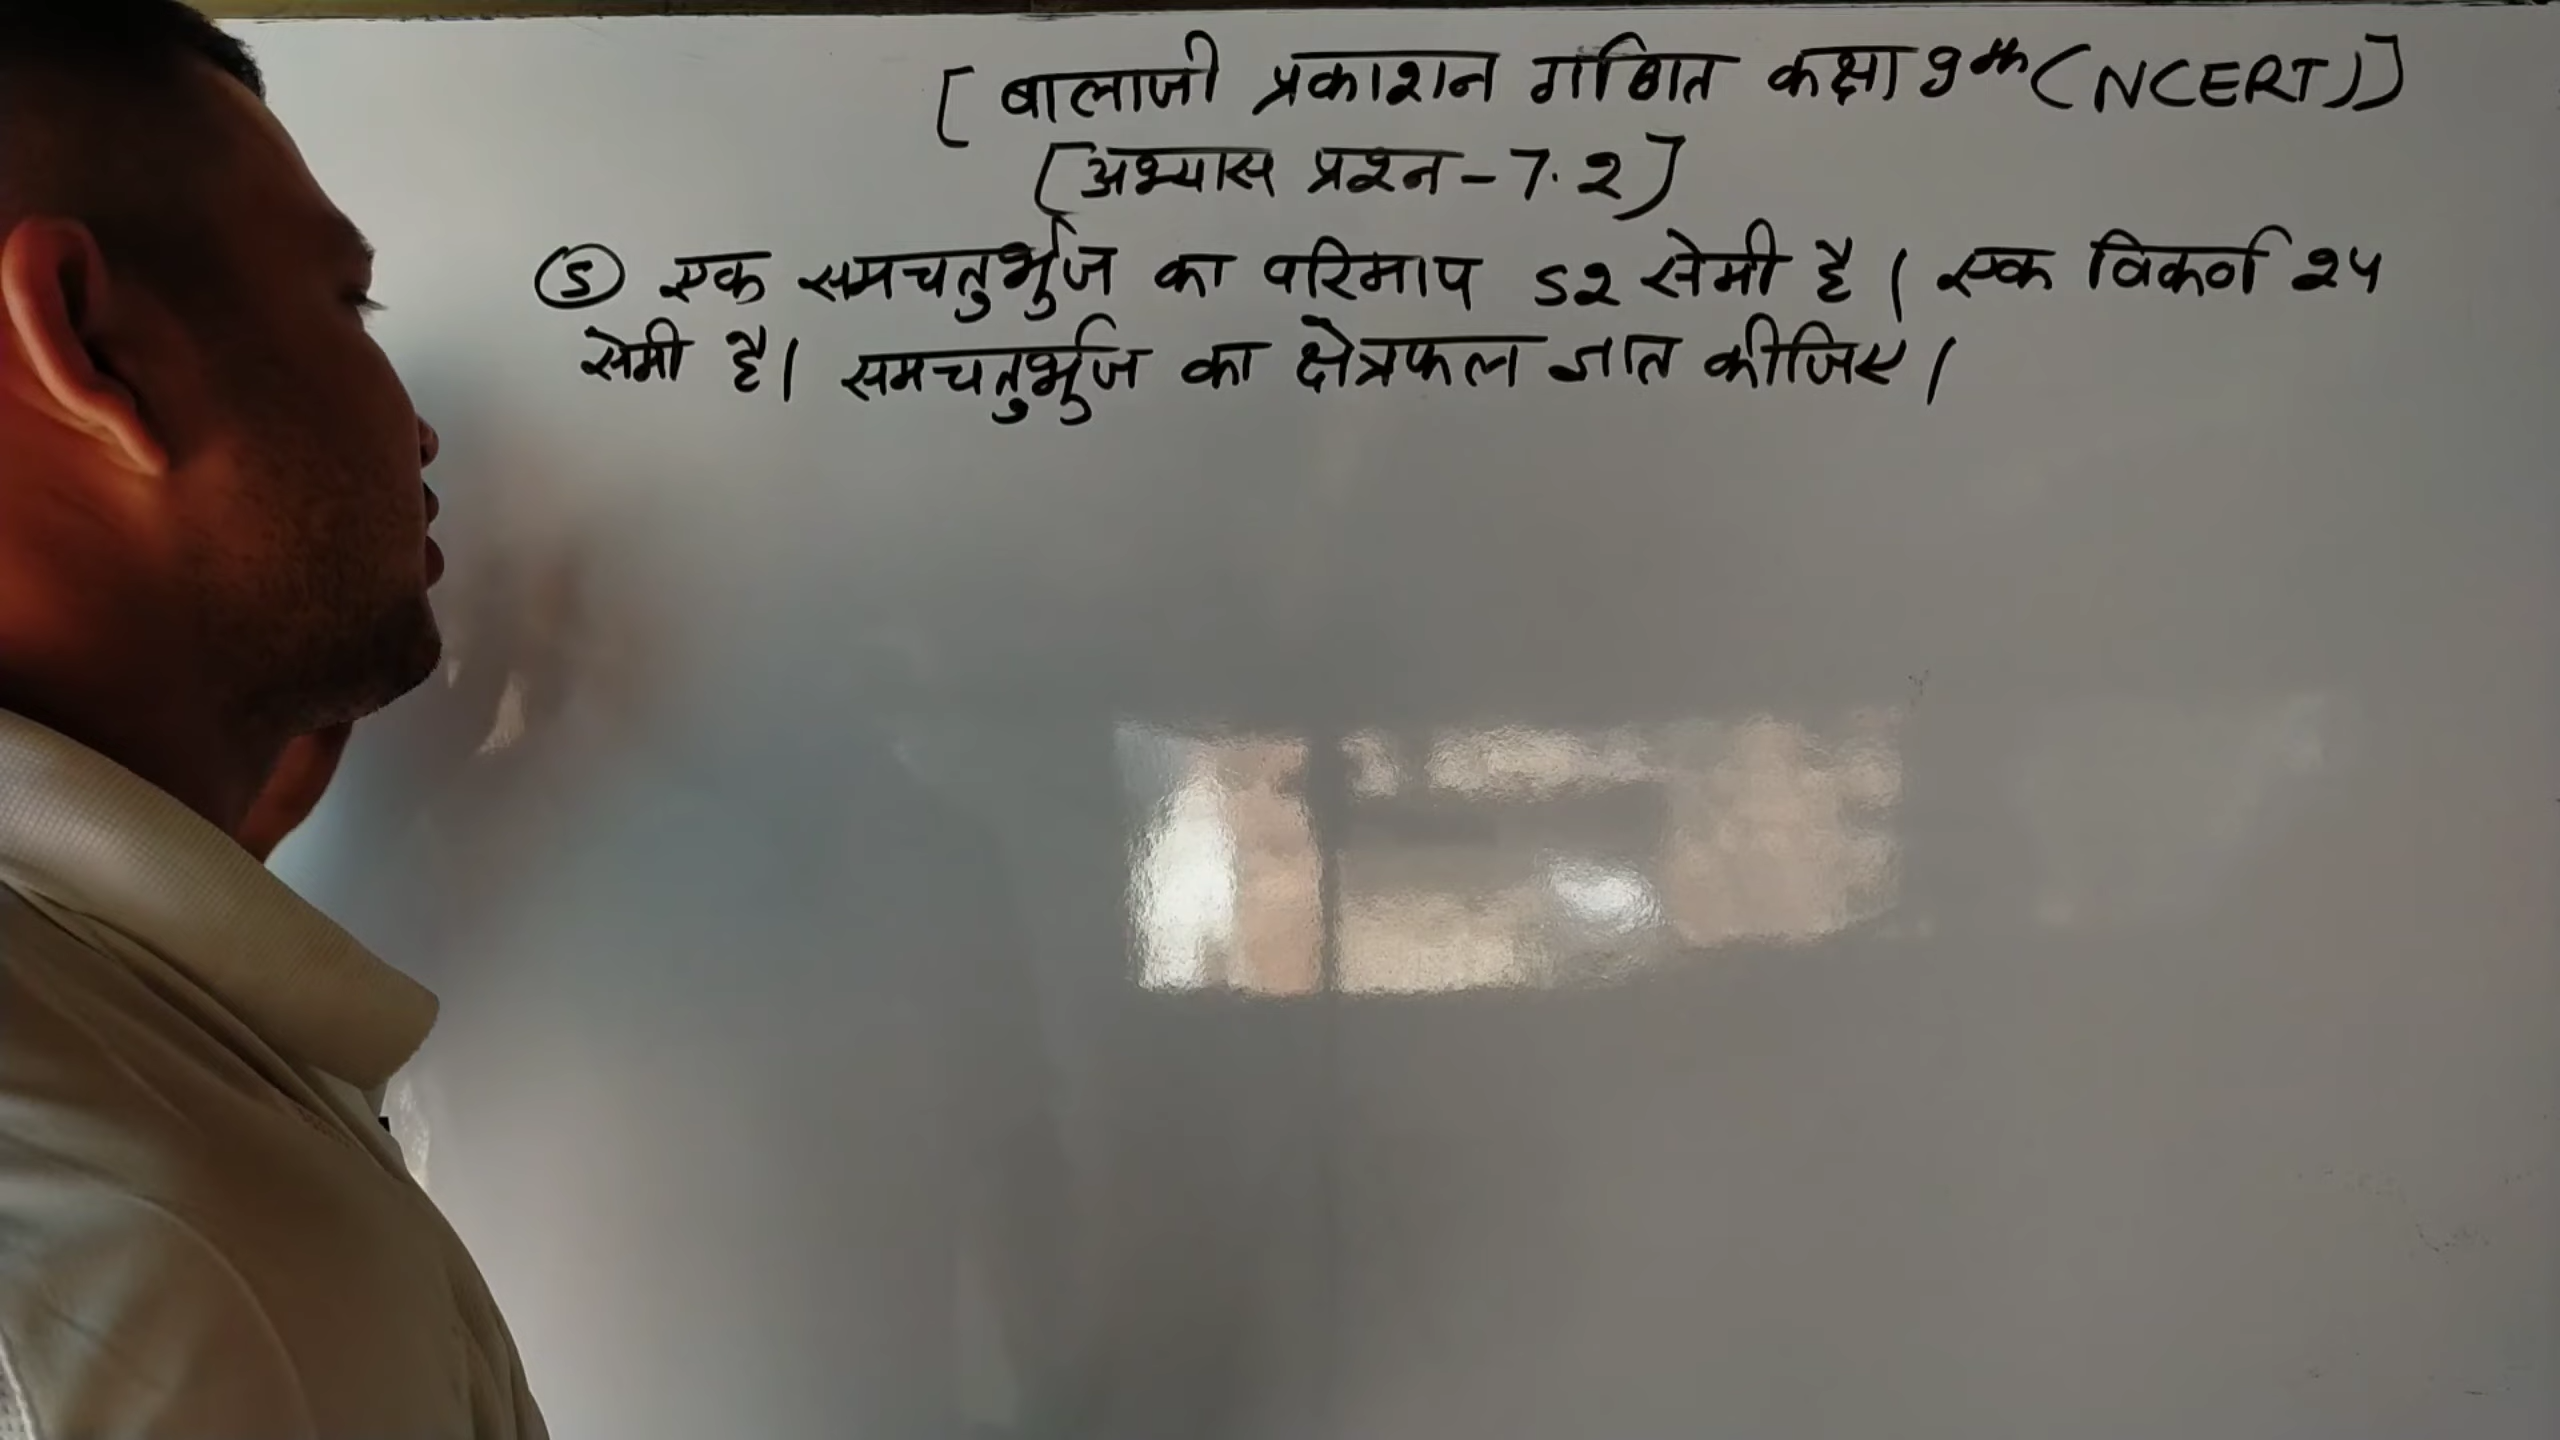 [ बालाजी प्रकाशन गणित कक्षा 9th (NCERT)]
[अभ्यास प्रश्न - 7.2]
(5) एक समचतुर्भुज का परिमाप 52 सेमी है। एक विकर्ण 24
सेमी है। समचतुर्भुज का क्षेत्रफल ज्ञात कीजिए।